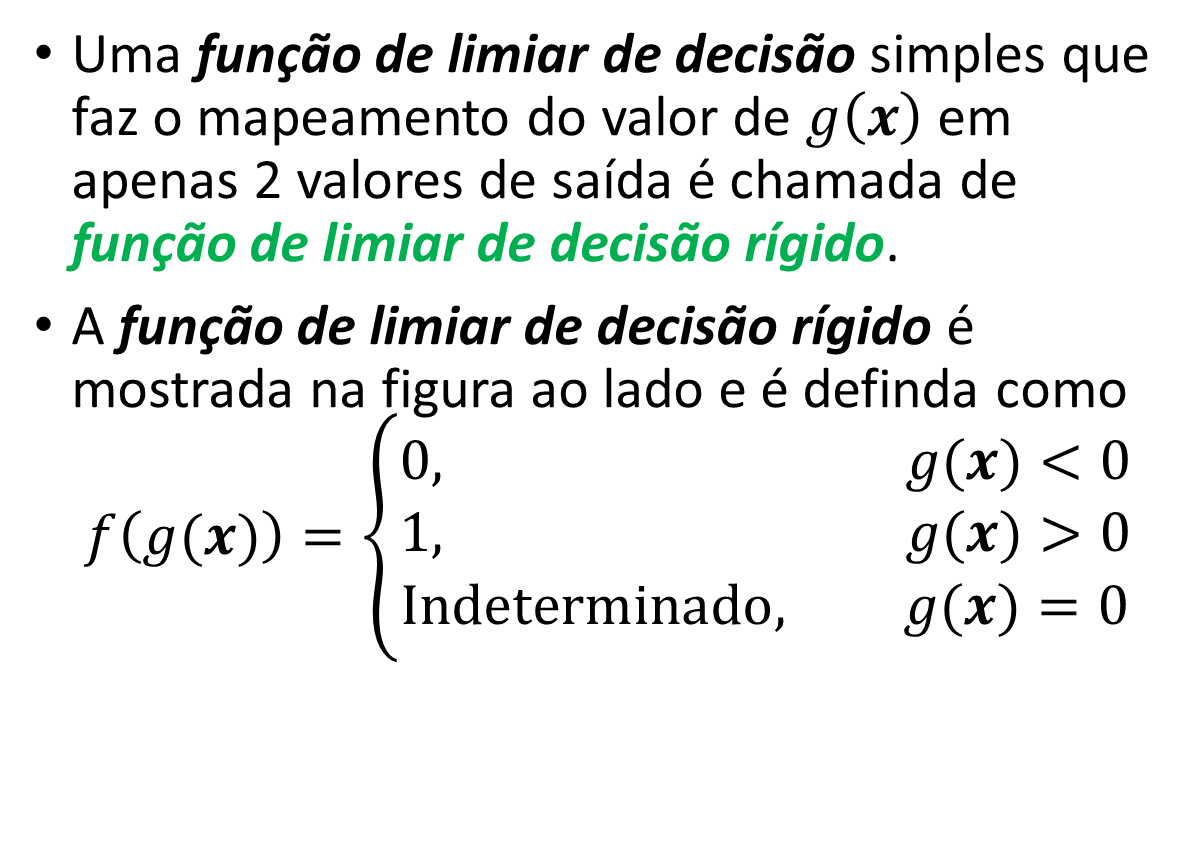 • Uma função de limiar de decisão simples que
faz o mapeamento do valor de g(x) em
apenas 2 valores de saída é chamada de
função de limiar de decisão rígido.
• A função de limiar de decisão rígido é
mostrada na figura ao lado e é definda como
0, g(x) < 0
f(g(x)) = { 1, g(x) > 0
Indeterminado, g(x) = 0